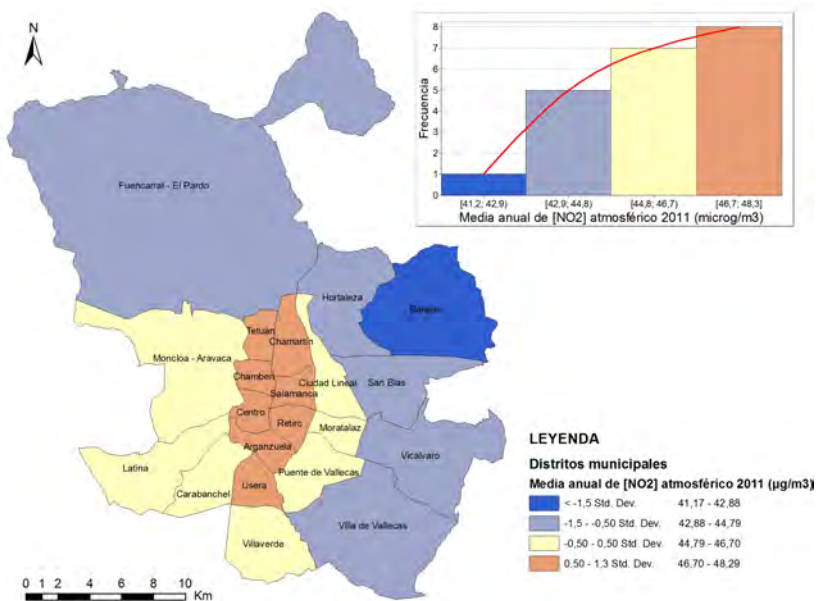 N
8
7
6
5
4
3
2
1
0
Frecuencia
[41,2; 42,9) [42,9; 44,8) [44,8; 46,7) [46,7; 48,3]
Media anual de [NO2] atmosférico 2011 (microg/m3)
Fuencarral - El Pardo
Hortaleza
Barajas
Tetuán
Chamartín
Moncloa - Aravaca
Chamberí
Ciudad Lineal
San Blas
Salamanca
Centro
Retiro
Moratalaz
Arganzuela
Vicálvaro
Latina
Puente de Vallecas
Usera
Carabanchel
Villa de Vallecas
Villaverde
LEYENDA
Distritos municipales
Media anual de [NO2] atmosférico 2011 (µg/m3)
< -1,5 Std. Dev. 41,17 - 42,88
-1,5 - -0,50 Std. Dev. 42,88 - 44,79
-0,50 - 0,50 Std. Dev. 44,79 - 46,70
0,50 - 1,3 Std. Dev. 46,70 - 48,29
0 1 2 4 6 8 10
Km